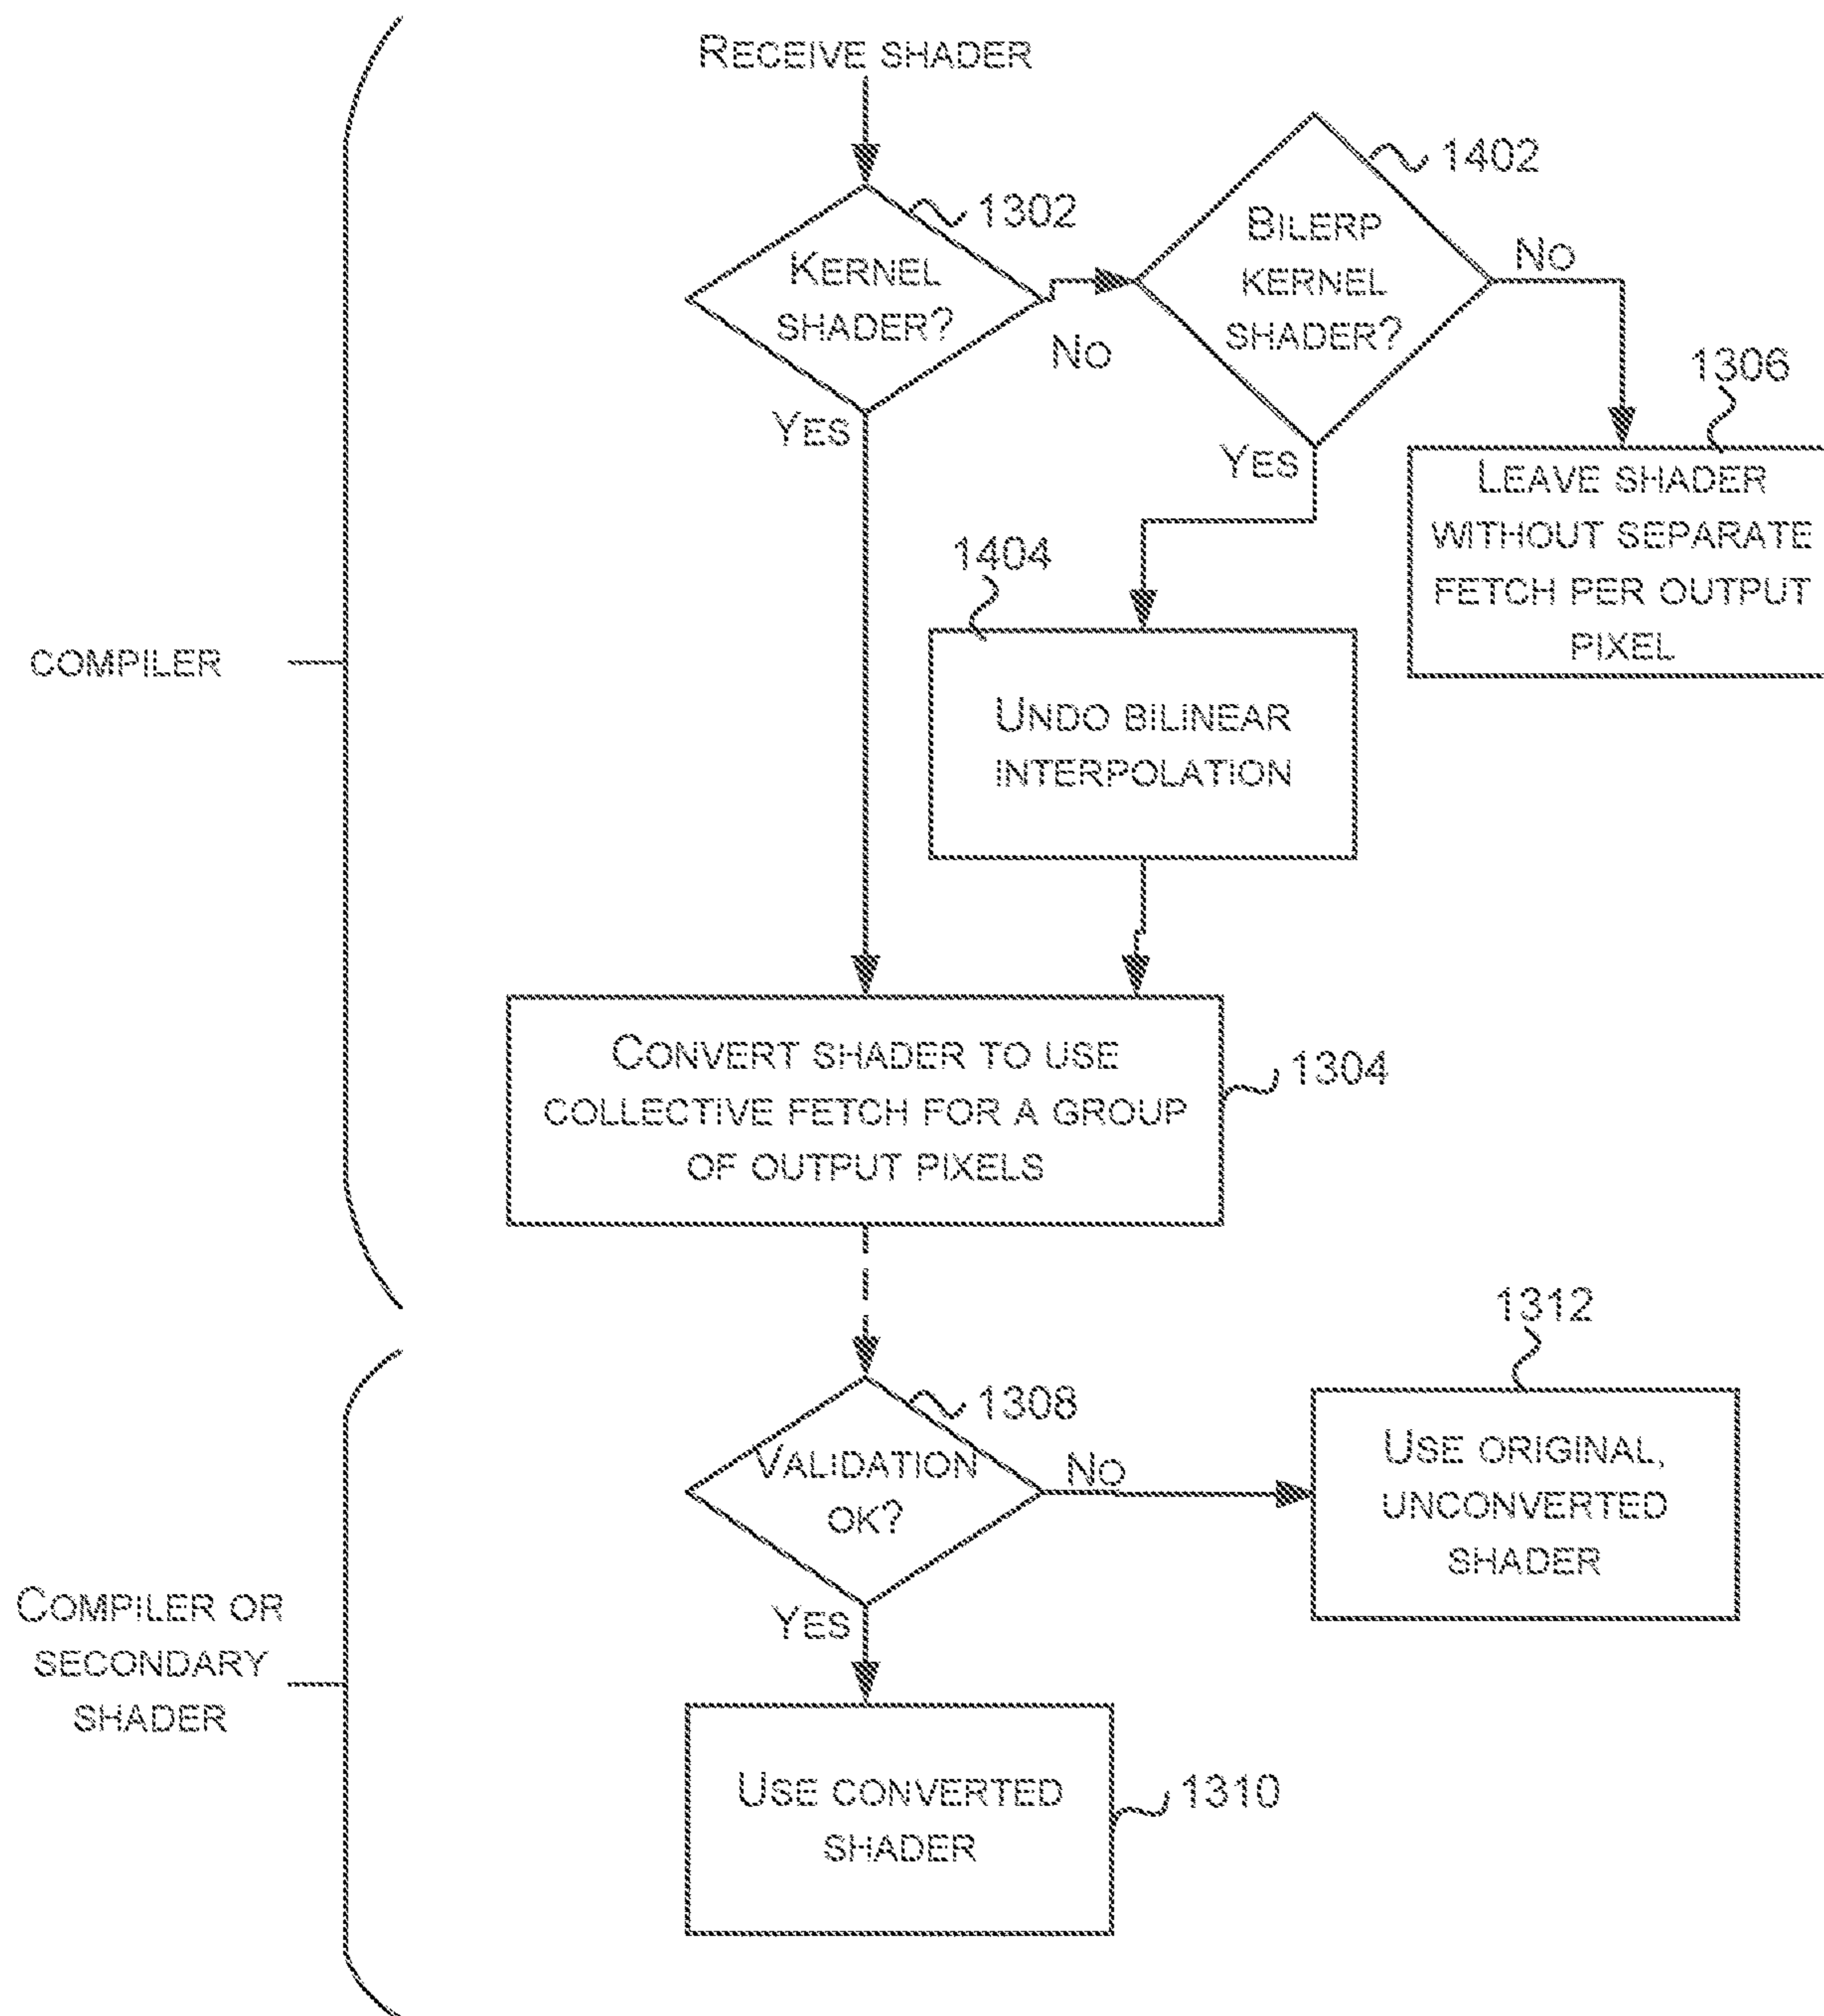 RECEIVE SHADER
1302
KERNEL
SHADER?
NO
YES
1402
BILERP
KERNEL
SHADER?
NO
YES
1306
LEAVE SHADER
WITHOUT SEPARATE
FETCH PER OUTPUT
PIXEL
1404
UNDO BILINEAR
INTERPOLATION
COMPILER
CONVERT SHADER TO USE
COLLECTIVE FETCH FOR A GROUP
OF OUTPUT PIXELS
1304
1308
VALIDATION
OK?
NO
YES
1312
USE ORIGINAL,
UNCONVERTED
SHADER
COMPILER OR
SECONDARY
SHADER
USE CONVERTED
SHADER
1310